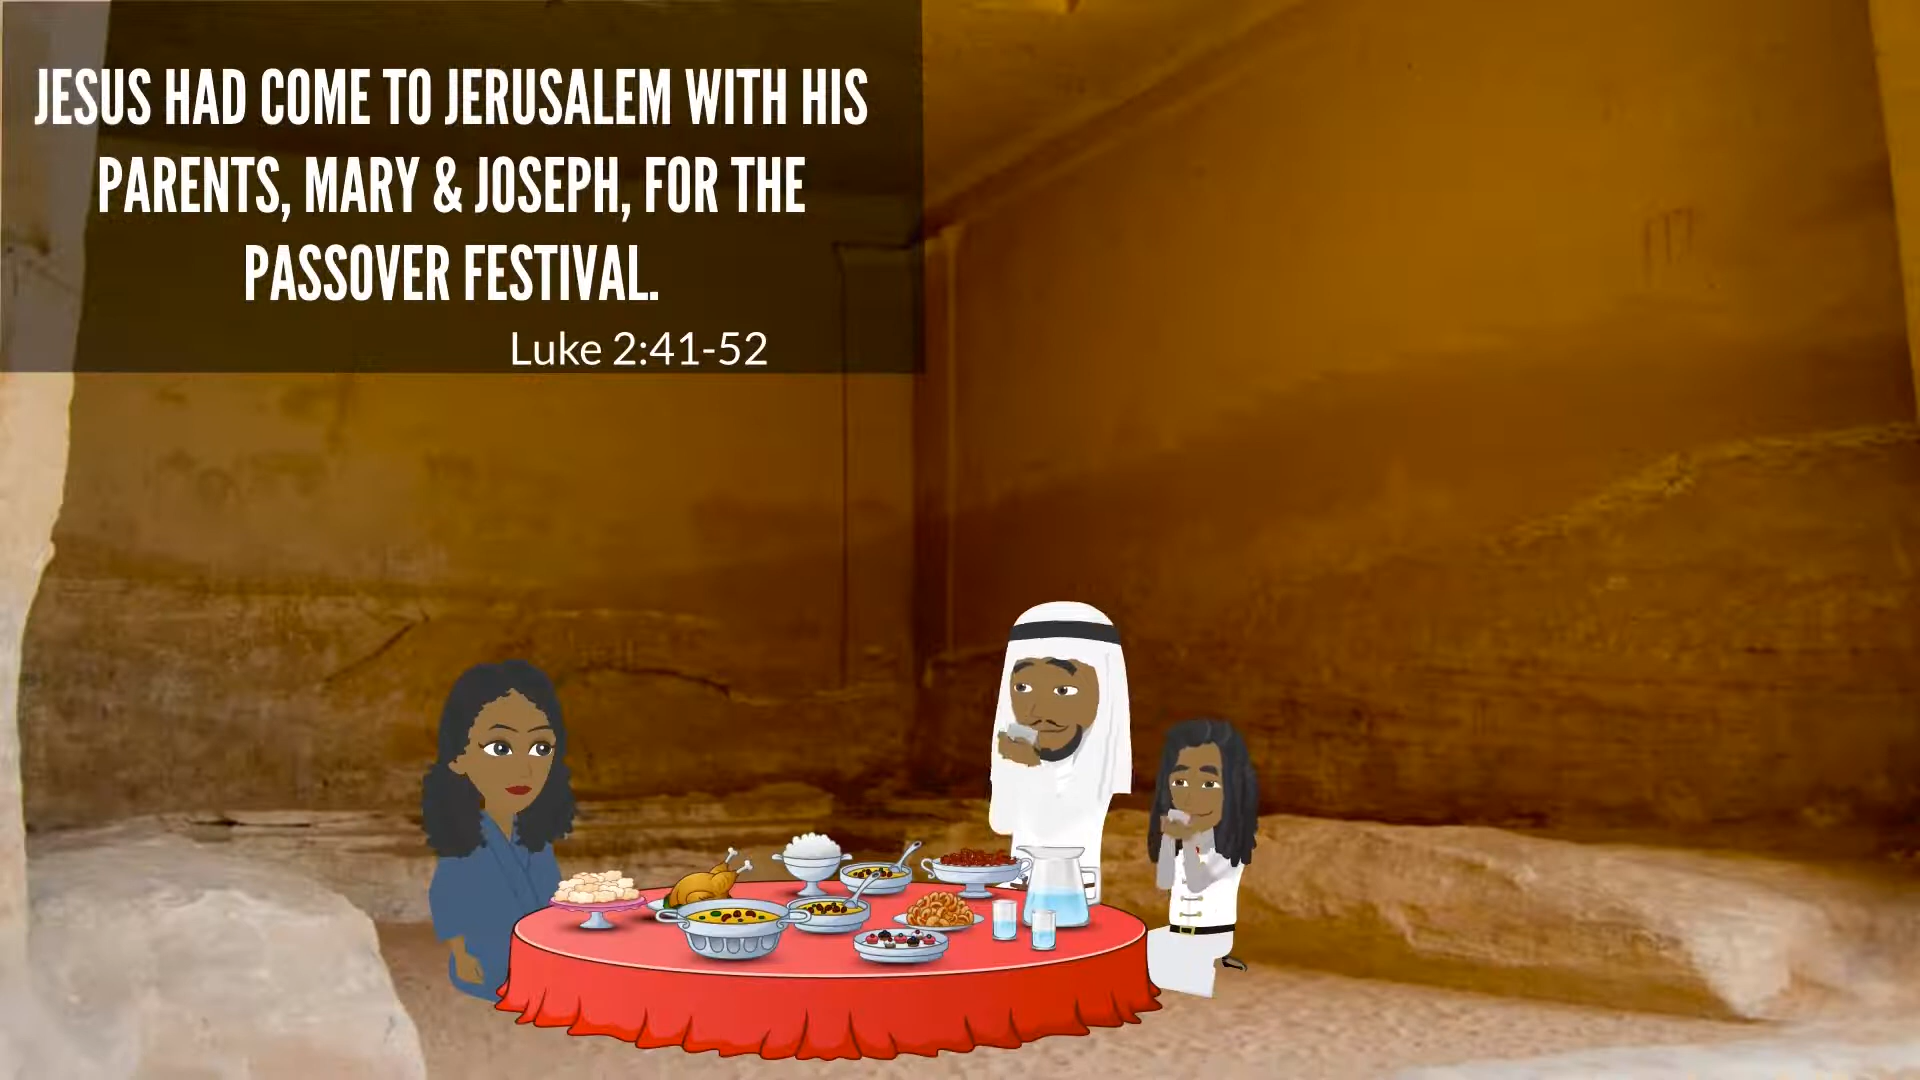 JESUS HAD COME TO JERUSALEM WITH HIS
PARENTS, MARY & JOSEPH, FOR THE
PASSOVER FESTIVAL.
Luke 2:41-52